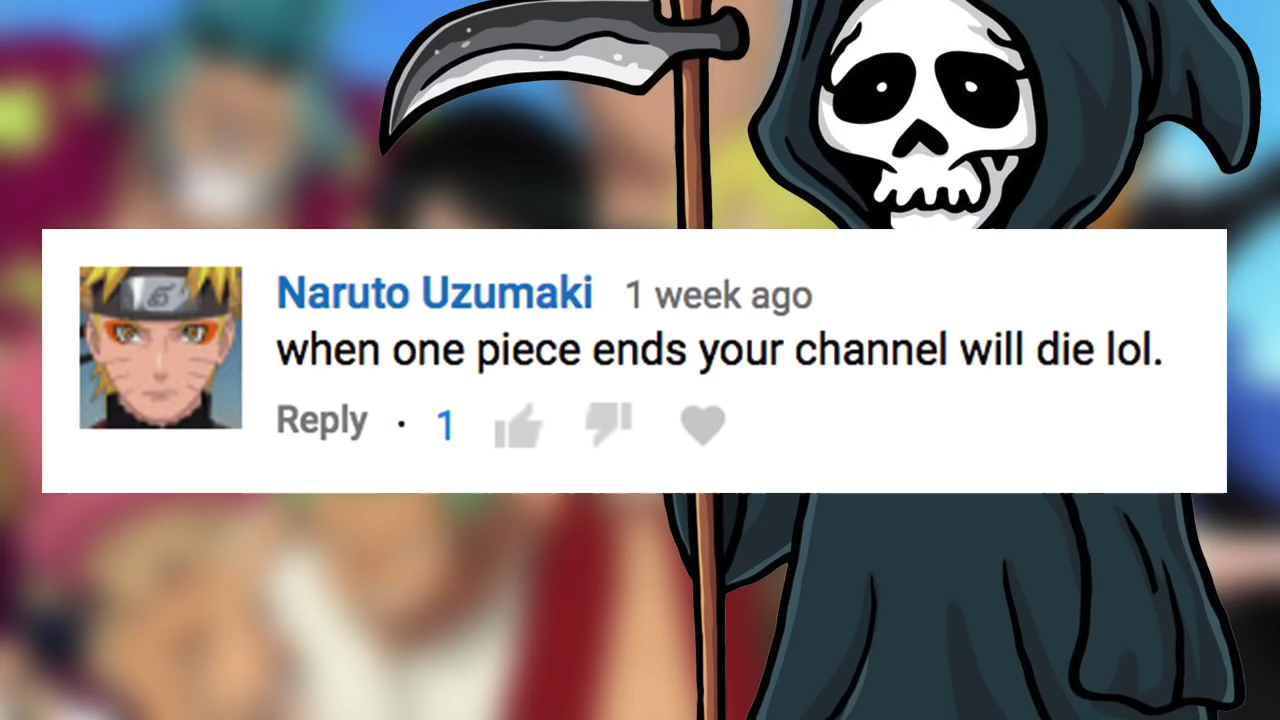 Naruto Uzumaki 1 week ago
when one piece ends your channel will die lol.
Reply · 1